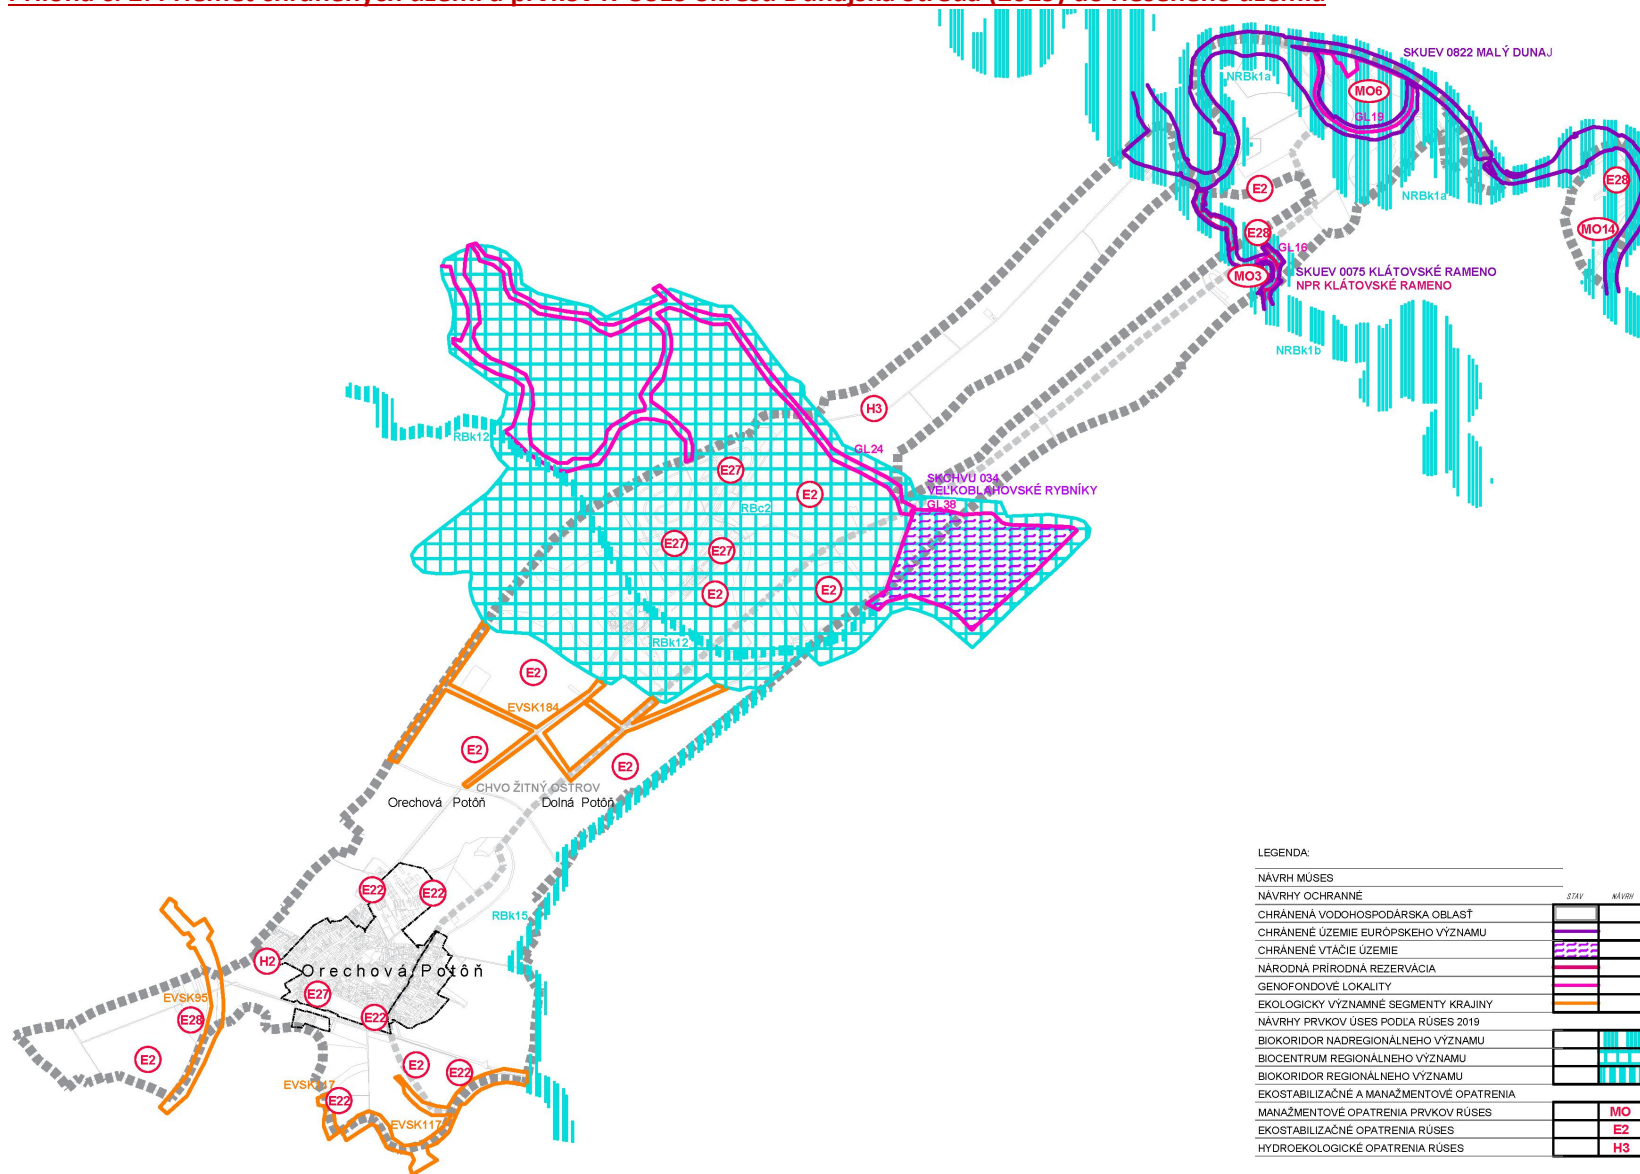 SKUEV 0822 MALÝ DUNAJ
NRBk1a
MO6
GL19
E28
E2
NRBk1a
MO14
E28
GL16
MO3
SKUEV 0075 KLÁTOVSKÉ RAMENO
NPR KLÁTOVSKÉ RAMENO
NRBk1b
H3
RBk12
GL24
E27
SKCHVÚ 034
VEĽKOBLAHOVSKÉ RYBNÍKY
E2
GL38
RBc2
E27
E27
E2
E2
RBk12
E2
EVSK184
E2
E2
CHVO ŽITNÝ OSTROV
Orechová Potôň
Dolná Potôň
E22
E22
RBk15
H2
Orechová Potôň
E27
EVSK95
E28
E22
E2
E2
E22
EVSK117
E22
EVSK117
LEGENDA:
NÁVRH MÚSES
NÁVRHY OCHRANNÉ
STAV
NÁVRH
CHRÁNENÁ VODOHOSPODÁRSKA OBLASŤ
CHRÁNENÉ ÚZEMIE EURÓPSKEHO VÝZNAMU
CHRÁNENÉ VTÁČIE ÚZEMIE
NÁRODNÁ PRÍRODNÁ REZERVÁCIA
GENOFONDOVÉ LOKALITY
EKOLOGICKY VÝZNAMNÉ SEGMENTY KRAJINY
NÁVRHY PRVKOV ÚSES PODĽA RÚSES 2019
BIOKORIDOR NADREGIONÁLNEHO VÝZNAMU
BIOCENTRUM REGIONÁLNEHO VÝZNAMU
BIOKORIDOR REGIONÁLNEHO VÝZNAMU
EKOSTABILIZAČNÉ A MANAŽMENTOVÉ OPATRENIA
MANAŽMENTOVÉ OPATRENIA PRVKOV RÚSES MO
EKOSTABILIZAČNÉ OPATRENIA RÚSES E2
HYDROEKOLOGICKÉ OPATRENIA RÚSES H3